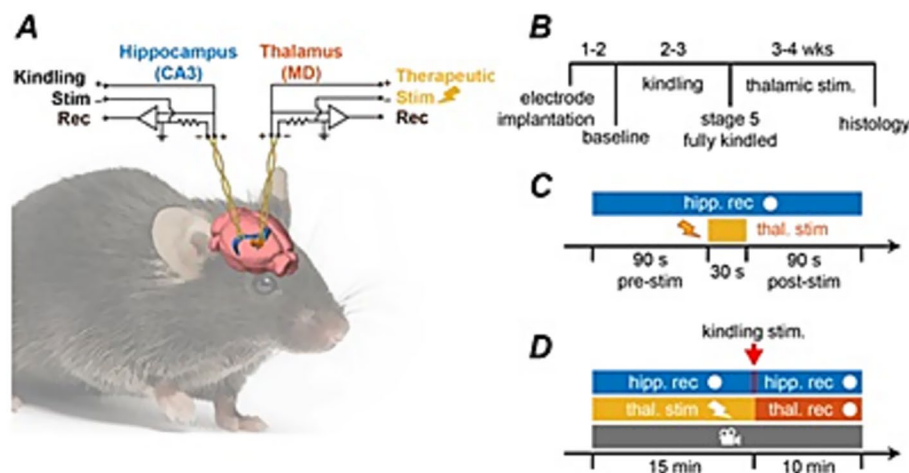 A
Hippocampus
(CA3)
Thalamus
(MD)
Kindling
Stim
Rec
Therapeutic
Stim
Rec
B
1-2
2-3
3-4 wks
kindling
thalamic stim.
electrode
implantation
baseline
stage 5
fully kindled
histology
C
hipp. rec
thal. stim
90 s
pre-stim
30 s
90 s
post-stim
kindling stim.
D
hipp. rec
hipp. rec
thal. stim
thal. rec
15 min
10 min